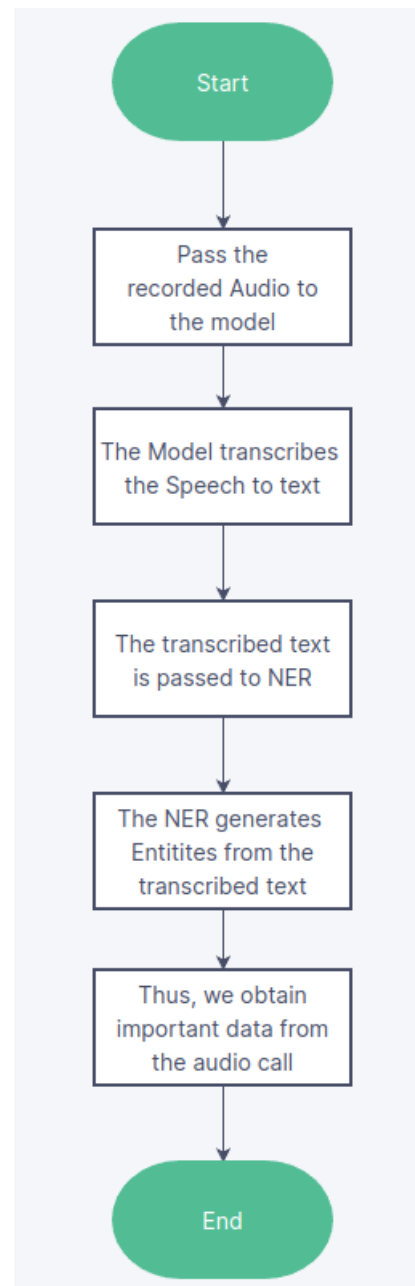 Start
Pass the
recorded Audio to
the model
The Model transcribes
the Speech to text
The transcribed text
is passed to NER
The NER generates
Entitites from the
transcribed text
Thus, we obtain
important data from
the audio call
End